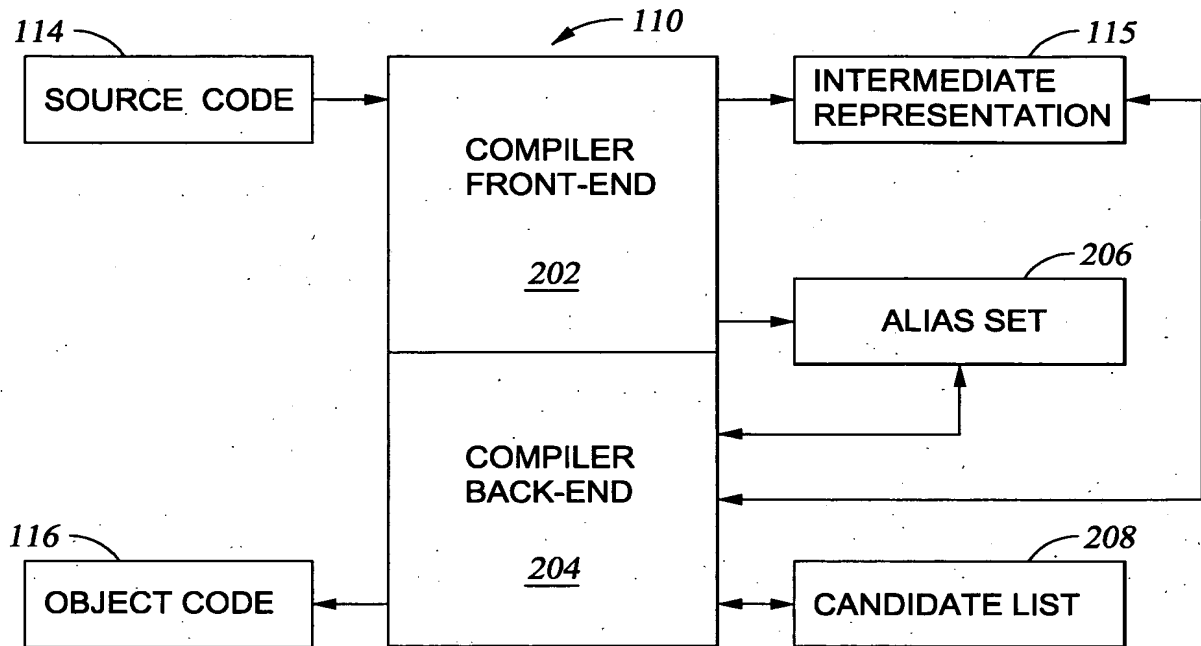 114
110
115
SOURCE CODE
INTERMEDIATE
REPRESENTATION
COMPILER
FRONT-END
202
206
ALIAS SET
COMPILER
BACK-END
204
116
208
OBJECT CODE
CANDIDATE LIST